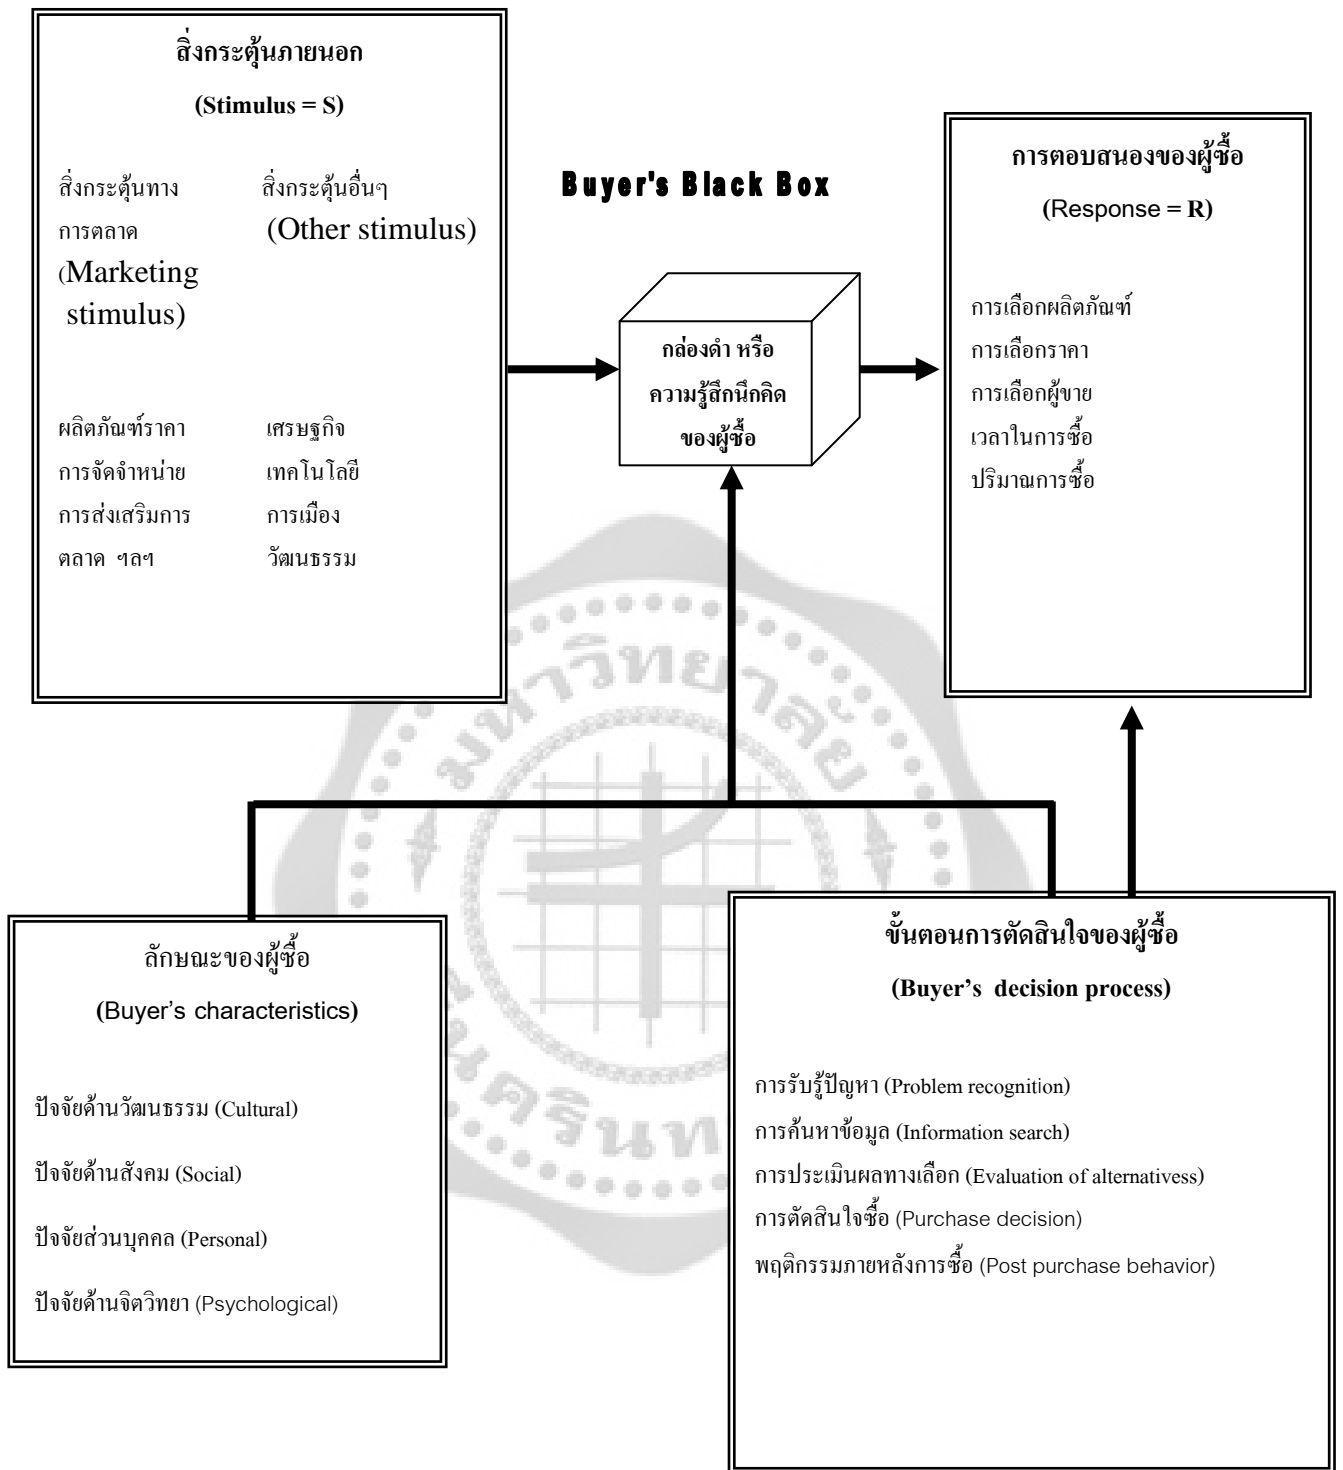 สิ่งกระตุ้นภายนอก
(Stimulus = S)
สิ่งกระตุ้นทาง
การตลาด
(Marketing
stimulus)
สิ่งกระตุ้นอื่นๆ
(Other stimulus)
ผลิตภัณฑ์ราคา
การจัดจำหน่าย
การส่งเสริมการ
ตลาด ฯลฯ
เศรษฐกิจ
เทคโนโลยี
การเมือง
วัฒนธรรม
Buyer's Black Box
กล่องดำ หรือ
ความรู้สึกนึกคิด
ของผู้ซื้อ
การตอบสนองของผู้ซื้อ
(Response = R)
การเลือกผลิตภัณฑ์
การเลือกราคา
การเลือกผู้ขาย
เวลาในการซื้อ
ปริมาณการซื้อ
มหาวิทยาลัย
ลักษณะของผู้ซื้อ
(Buyer’s characteristics)
ปัจจัยด้านวัฒนธรรม (Cultural)
ปัจจัยด้านสังคม (Social)
ปัจจัยส่วนบุคคล (Personal)
ปัจจัยด้านจิตวิทยา (Psychological)
ขั้นตอนการตัดสินใจของผู้ซื้อ
(Buyer’s decision process)
การรับรู้ปัญหา (Problem recognition)
การค้นหาข้อมูล (Information search)
การประเมินผลทางเลือก (Evaluation of alternativess)
การตัดสินใจซื้อ (Purchase decision)
พฤติกรรมภายหลังการซื้อ (Post purchase behavior)